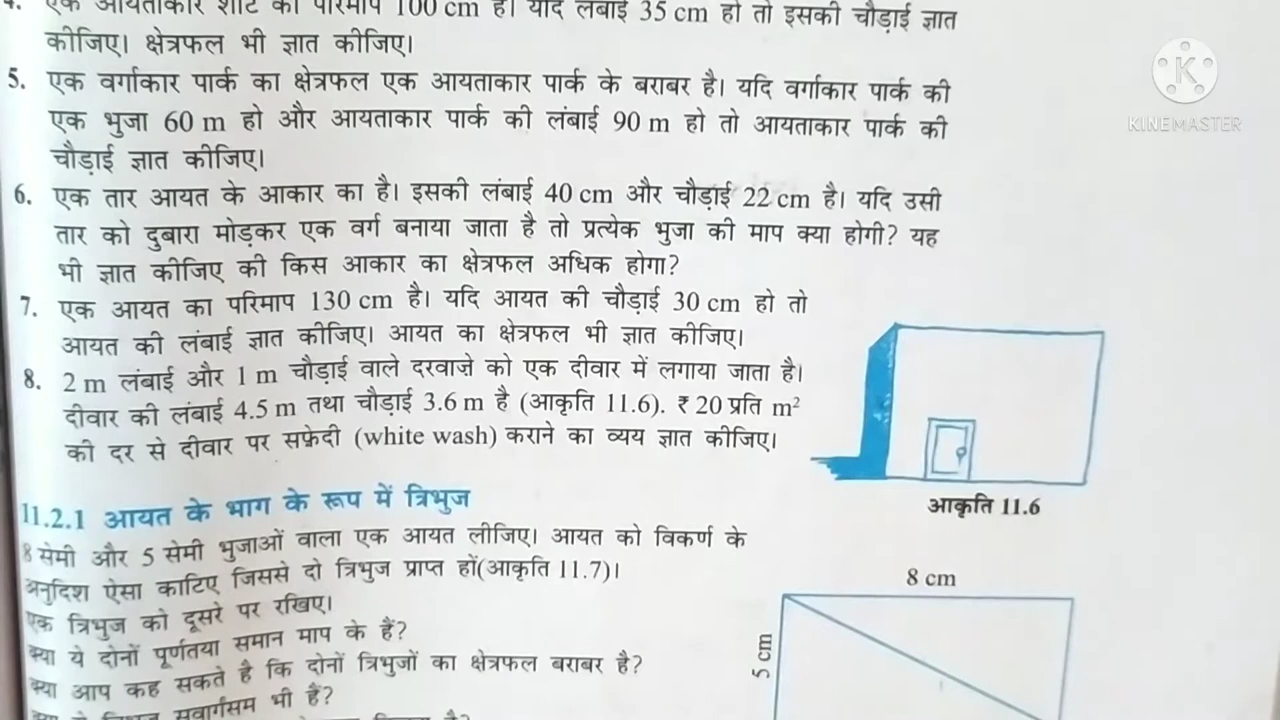 4. एक आयताकार शीट का परिमाप 100 cm है। यदि लंबाई 35 cm हो तो इसकी चौड़ाई ज्ञात
कीजिए। क्षेत्रफल भी ज्ञात कीजिए।
5. एक वर्गाकार पार्क का क्षेत्रफल एक आयताकार पार्क के बराबर है। यदि वर्गाकार पार्क की
एक भुजा 60 m हो और आयताकार पार्क की लंबाई 90 m हो तो आयताकार पार्क की
चौड़ाई ज्ञात कीजिए।
6. एक तार आयत के आकार का है। इसकी लंबाई 40 cm और चौड़ाई 22 cm है। यदि उसी
तार को दुबारा मोड़कर एक वर्ग बनाया जाता है तो प्रत्येक भुजा की माप क्या होगी? यह
भी ज्ञात कीजिए की किस आकार का क्षेत्रफल अधिक होगा?
7. एक आयत का परिमाप 130 cm है। यदि आयत की चौड़ाई 30 cm हो तो
आयत की लंबाई ज्ञात कीजिए। आयत का क्षेत्रफल भी ज्ञात कीजिए।
8. 2 m लंबाई और 1 m चौड़ाई वाले दरवाज़े को एक दीवार में लगाया जाता है।
दीवार की लंबाई 4.5 m तथा चौड़ाई 3.6 m है (आकृति 11.6). ₹ 20 प्रति m²
की दर से दीवार पर सफ़ेदी (white wash) कराने का व्यय ज्ञात कीजिए।
आकृति 11.6
11.2.1 आयत के भाग के रूप में त्रिभुज
8 सेमी और 5 सेमी भुजाओं वाला एक आयत लीजिए। आयत को विकर्ण के
अनुदिश ऐसा काटिए जिससे दो त्रिभुज प्राप्त हों(आकृति 11.7)।
एक त्रिभुज को दूसरे पर रखिए।
क्या ये दोनों पूर्णतया समान माप के हैं?
क्या आप कह सकते है कि दोनों त्रिभुजों का क्षेत्रफल बराबर है?
त्रिभुज सर्वांगसम भी हैं?
8 cm
5 cm
KINEMASTER